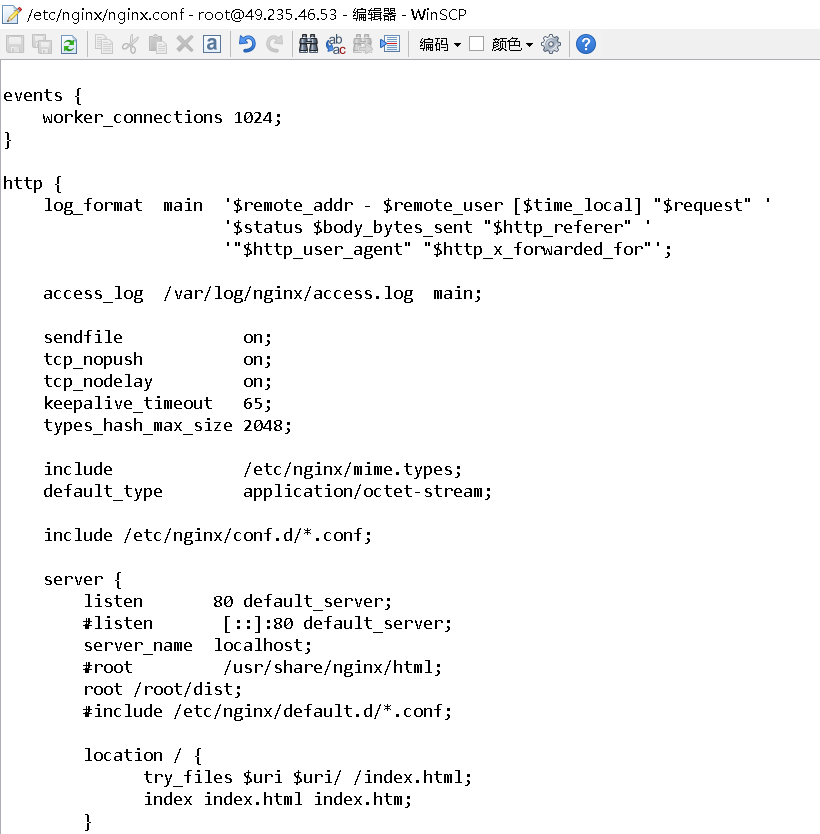 /etc/nginx/nginx.conf - root@49.235.46.53 - 编辑器 - WinSCP
编码 颜色
events {
    worker_connections 1024;
}
http {
    log_format  main  '$remote_addr - $remote_user [$time_local] "$request" '
                      '$status $body_bytes_sent "$http_referer" '
                      '"$http_user_agent" "$http_x_forwarded_for"';
    access_log  /var/log/nginx/access.log  main;
    sendfile            on;
    tcp_nopush          on;
    tcp_nodelay         on;
    keepalive_timeout   65;
    types_hash_max_size 2048;
    include             /etc/nginx/mime.types;
    default_type        application/octet-stream;
    include /etc/nginx/conf.d/*.conf;
    server {
        listen       80 default_server;
        #listen       [::]:80 default_server;
        server_name  localhost;
        #root         /usr/share/nginx/html;
        root /root/dist;
        #include /etc/nginx/default.d/*.conf;
        location / {
              try_files $uri $uri/ /index.html;
              index index.html index.htm;
        }